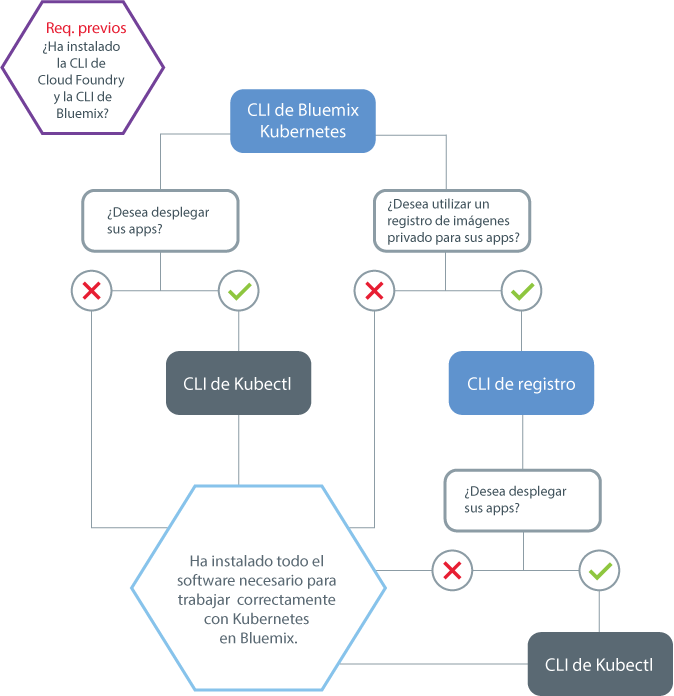 Req. previos
¿Ha instalado
la CLI de
Cloud Foundry
y la CLI de
Bluemix?
CLI de Bluemix
Kubernetes
¿Desea desplegar
sus apps?
¿Desea utilizar un
registro de imágenes
privado para sus apps?
CLI de Kubectl
CLI de registro
¿Desea desplegar
sus apps?
Ha instalado todo el
software necesario para
trabajar correctamente
con Kubernetes
en Bluemix.
CLI de Kubectl